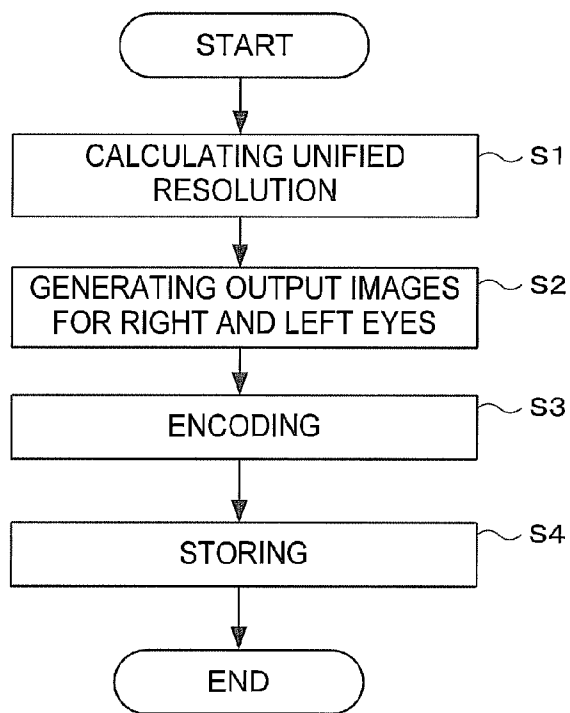 START
CALCULATING UNIFIED
RESOLUTION
S1
GENERATING OUTPUT IMAGES
FOR RIGHT AND LEFT EYES
S2
ENCODING
S3
STORING
S4
END